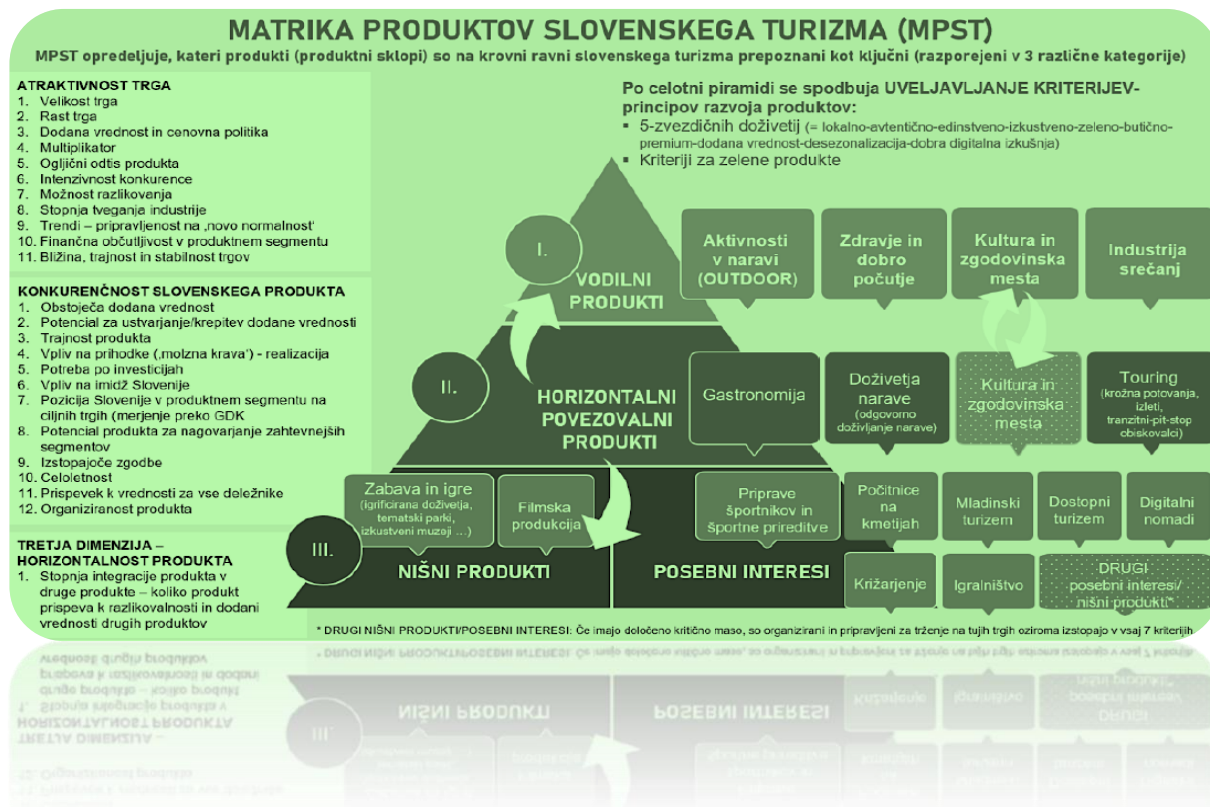 MATRIKA PRODUKTOV SLOVENSKEGA TURIZMA (MPST)
MPST opredeljuje, kateri produkti (produktni sklopi) so na krovni ravni slovenskega turizma prepoznani kot ključni (razporejeni v 3 različne kategorije)
ATRAKTIVNOST TRGA
1. Velikost trga
2. Rast trga
3. Dodana vrednost in cenovna politika
4. Multiplikator
5. Ogljični odtis produkta
6. Intenzivnost konkurence
7. Možnost razlikovanja
8. Stopnja tveganja industrije
9. Trendi – pripravljenost na ‚novo normalnost‘
10. Finančna občutljivost v produktnem segmentu
11. Bližina, trajnost in stabilnost trgov
KONKURENČNOST SLOVENSKEGA PRODUKTA
1. Obstoječa dodana vrednost
2. Potencial za ustvarjanje/krepitev dodane vrednosti
3. Trajnost produkta
4. Vpliv na prihodke (‚molzna krava‘) - realizacija
5. Potreba po investicijah
6. Vpliv na imidž Slovenije
7. Pozicija Slovenije v produktnem segmentu na
ciljnih trgih (merjenje preko GDK
8. Potencial produkta za nagovarjanje zahtevnejših
segmentov
9. Izstopajoče zgodbe
10. Celoletnost
11. Prispevek k vrednosti za vse deležnike
12. Organiziranost produkta
TRETJA DIMENZIJA –
HORIZONTALNOST PRODUKTA
1. Stopnja integracije produkta v
druge produkte – koliko produkt
prispeva k razlikovalnosti in dodani
vrednosti drugih produktov
Po celotni piramidi se spodbuja UVELJAVLJANJE KRITERIJEV-
principov razvoja produktov:
▪ 5-zvezdičnih doživetij (= lokalno-avtentično-edinstveno-izkustveno-zeleno-butično-
premium-dodana vrednost-desezonalizacija-dobra digitalna izkušnja)
▪ Kriteriji za zelene produkte
I.
VODILNI
PRODUKTI
Aktivnosti
v naravi
(OUTDOOR)
Zdravje in
dobro
počutje
Kultura in
zgodovinska
mesta
Industrija
srečanj
II.
HORIZONTALNI
POVEZOVALNI
PRODUKTI
Gastronomija
Doživetja
narave
(odgovorno
doživljanje narave)
Kultura in
zgodovinska
mesta
Touring
(krožna potovanja,
izleti,
tranzitni-pit-stop
obiskovalci)
III.
Zabava in igre
(igrificirana doživetja,
tematski parki,
izkustveni muzeji ...)
Filmska
produkcija
NIŠNI PRODUKTI
Priprave
športnikov in
športne prireditve
POSEBNI INTERESI
Počitnice
na
kmetijah
Mladinski
turizem
Dostopni
turizem
Digitalni
nomadi
Križarjenje
Igralništvo
DRUGI
posebni interesi/
nišni produkti*
* DRUGI NIŠNI PRODUKTI/POSEBNI INTERESI: Če imajo določeno kritično maso, so organizirani in pripravljeni za trženje na tujih trgih oziroma izstopajo v vsaj 7 kriterijih